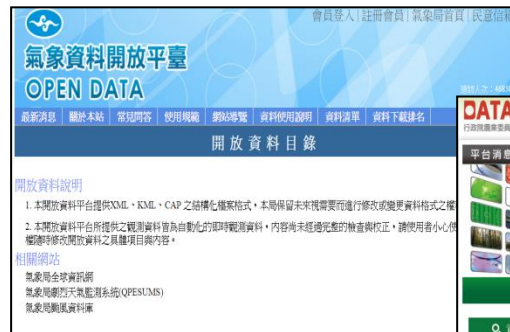 會員登入 | 註冊會員 | 氣象局首頁 | 民意信箱
氣象資料開放平臺
OPEN DATA
最新消息 關於本站 常見問答 使用規範 網站導覽 資料使用說明 資料清單 資料下載排名
DATA
行政院農業委員
平台消息
開放資料目錄
開放資料說明
1. 本開放資料平台提供XML、KML、CAP 之結構化檔案格式，本局保留未來視需要而進行修改或變更資料格式之權
2. 本開放資料平台所提供之觀測資料皆為自動化的即時觀測資料，內容尚未經過完整的檢查與校正，請使用者小心使
權隨時修改開放資料之具體項目與內容。
相關網站
氣象局全球資訊網
氣象局劇烈天氣監測系統(QPESUMS)
氣象局颱風資料庫